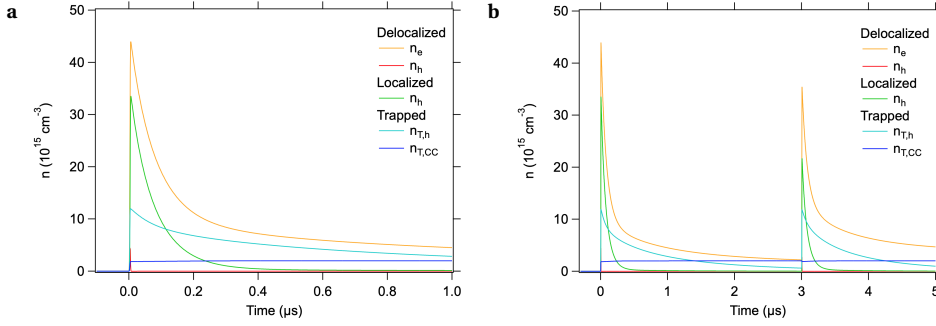 a
50
40
30
20
10
0
n (10^15 cm^-3)
0.0 0.2 0.4 0.6 0.8 1.0
Time (μs)
Delocalized
n_e
n_h
Localized
n_h
Trapped
n_T,h
n_T,CC
b
50
40
30
20
10
0
n (10^15 cm^-3)
0 1 2 3 4 5
Time (μs)
Delocalized
n_e
n_h
Localized
n_h
Trapped
n_T,h
n_T,CC